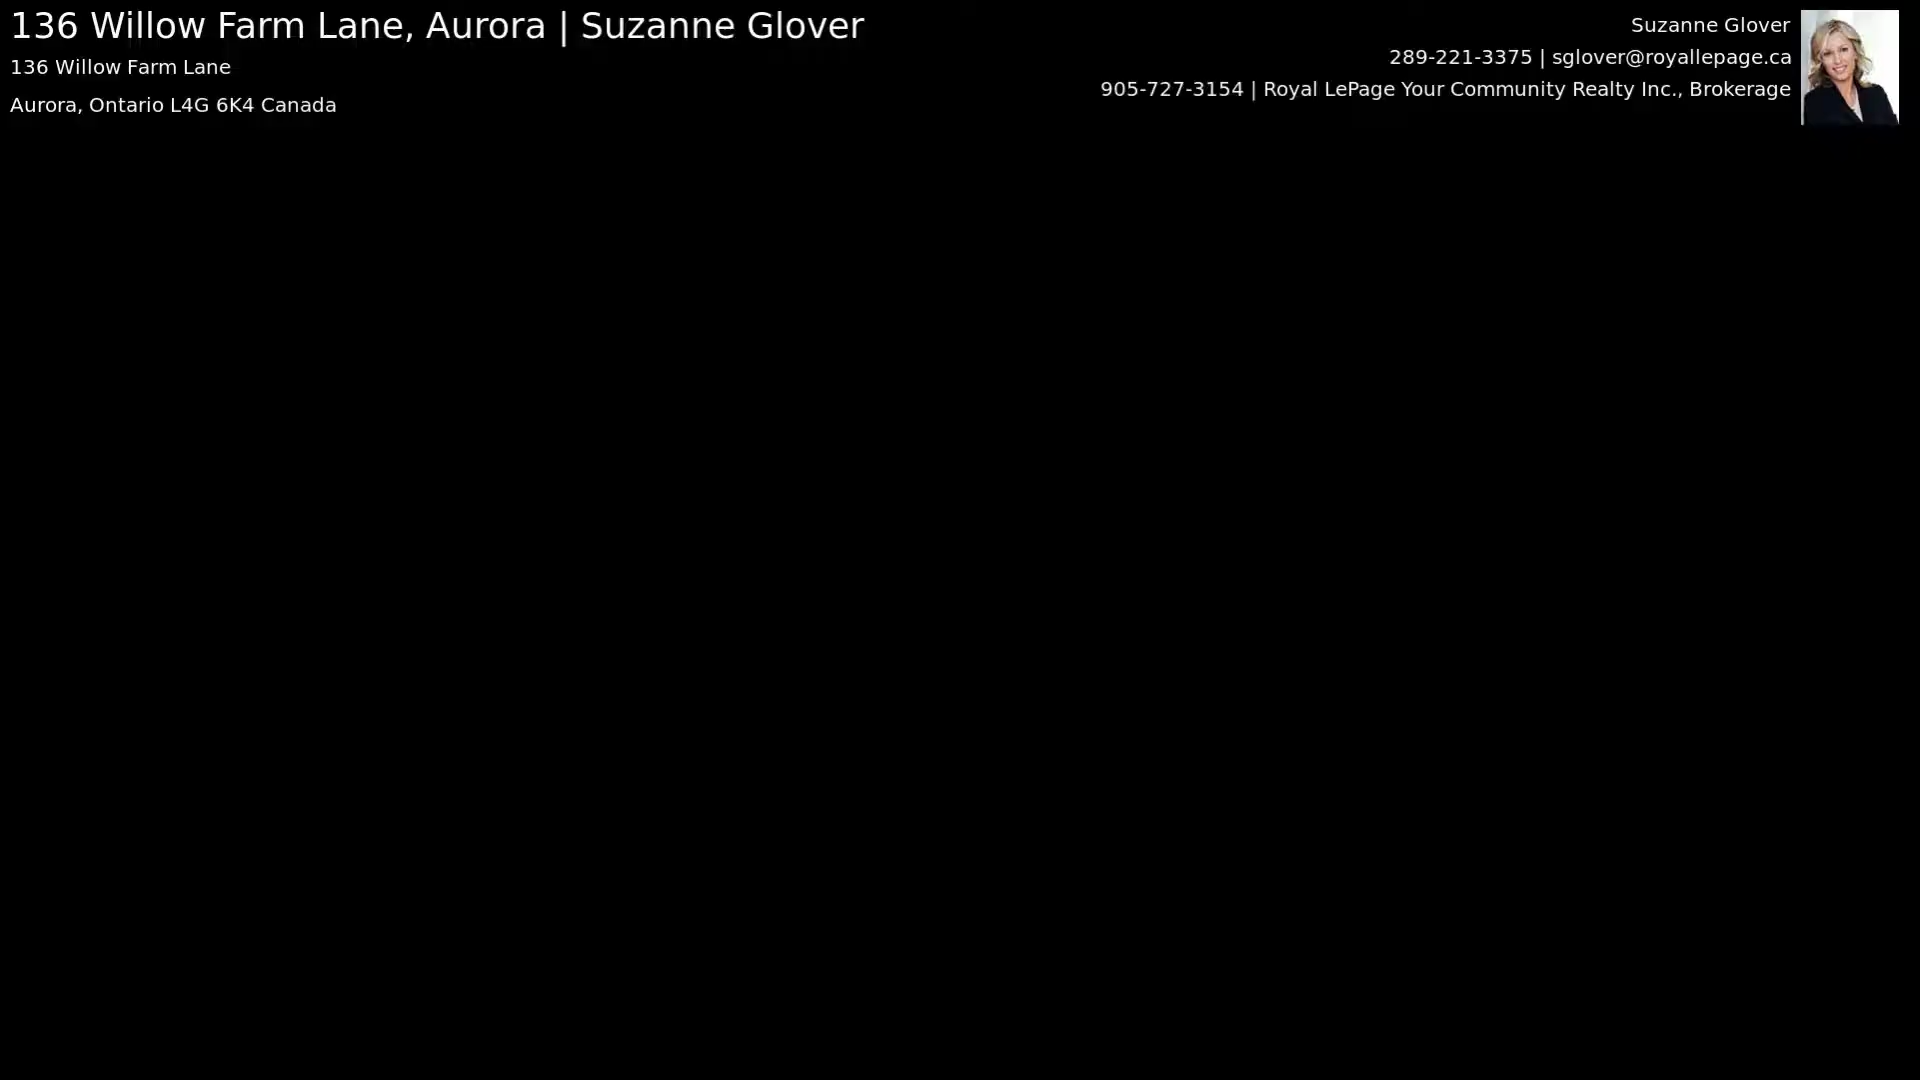 136 Willow Farm Lane, Aurora | Suzanne Glover
136 Willow Farm Lane
Aurora, Ontario L4G 6K4 Canada
Suzanne Glover
289-221-3375 | sglover@royallepage.ca
905-727-3154 | Royal LePage Your Community Realty Inc., Brokerage